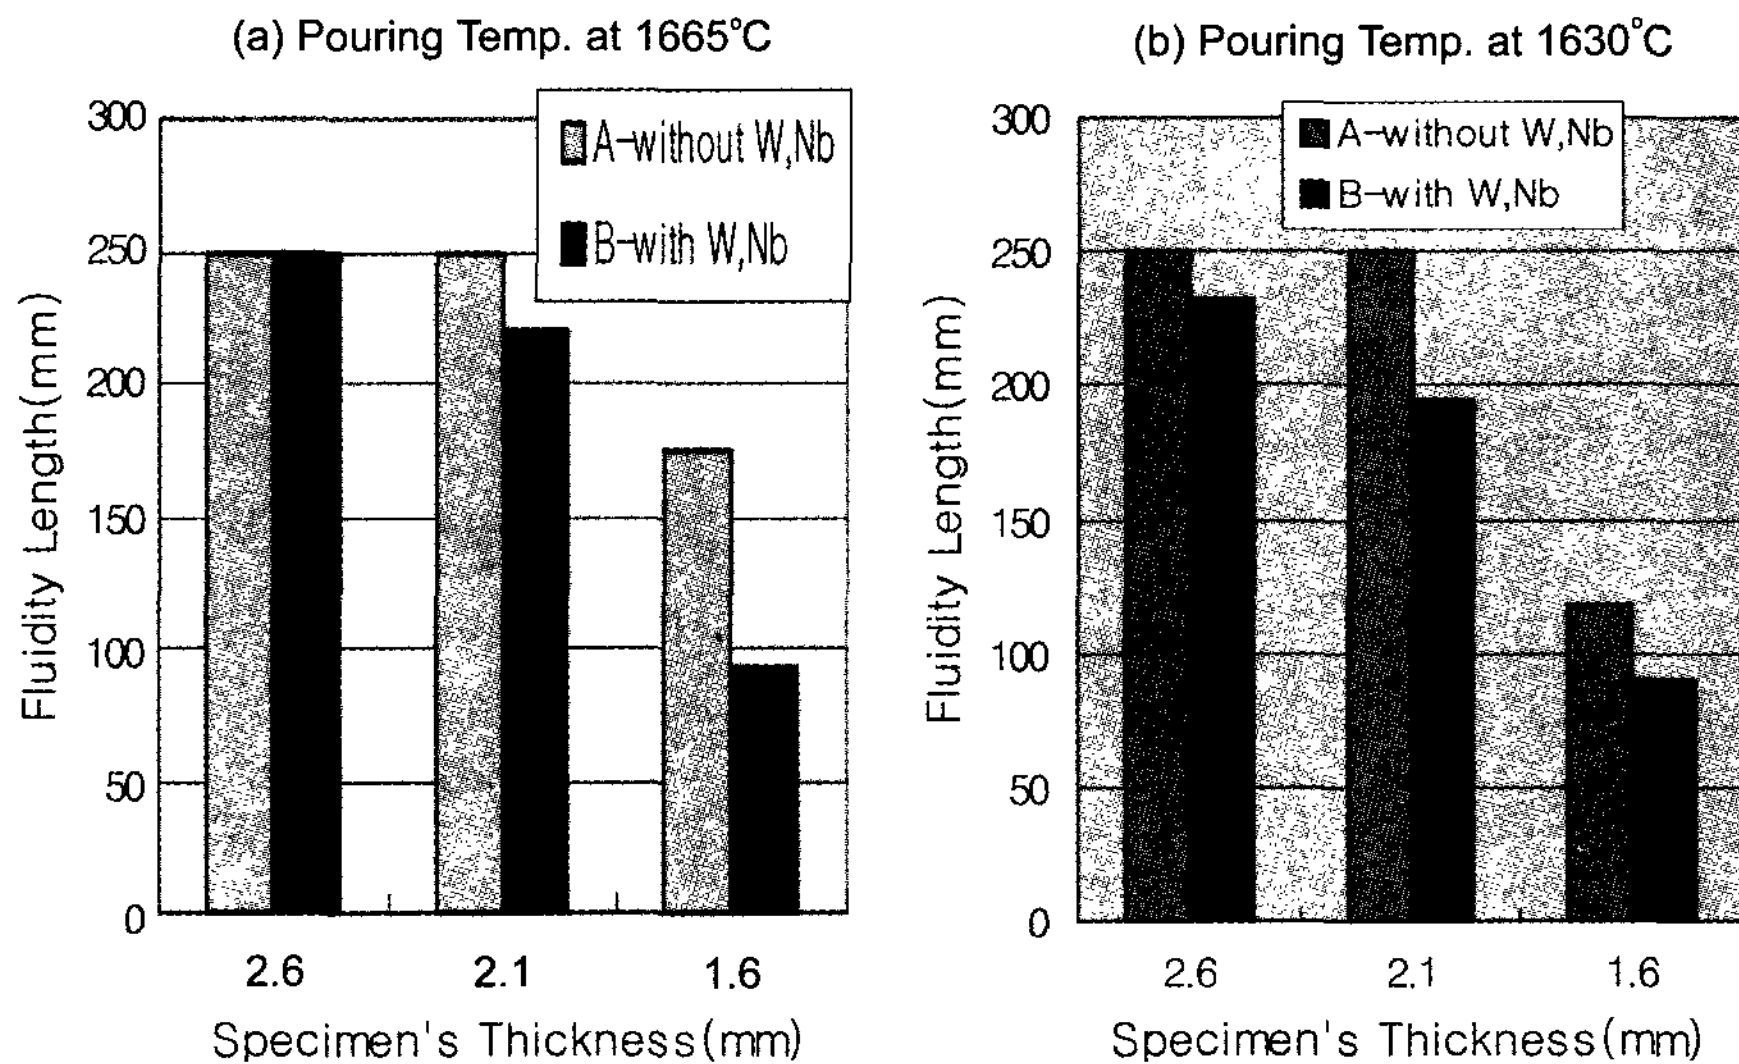 (a) Pouring Temp. at 1665°C
300
250
200
150
100
50
0
Fluidity Length(mm)
A-without W,Nb
B-with W,Nb
2.6 2.1 1.6
Specimen's Thickness(mm)
(b) Pouring Temp. at 1630°C
300
250
200
150
100
50
0
Fluidity Length(mm)
A-without W,Nb
B-with W,Nb
2.6 2.1 1.6
Specimen's Thickness(mm)